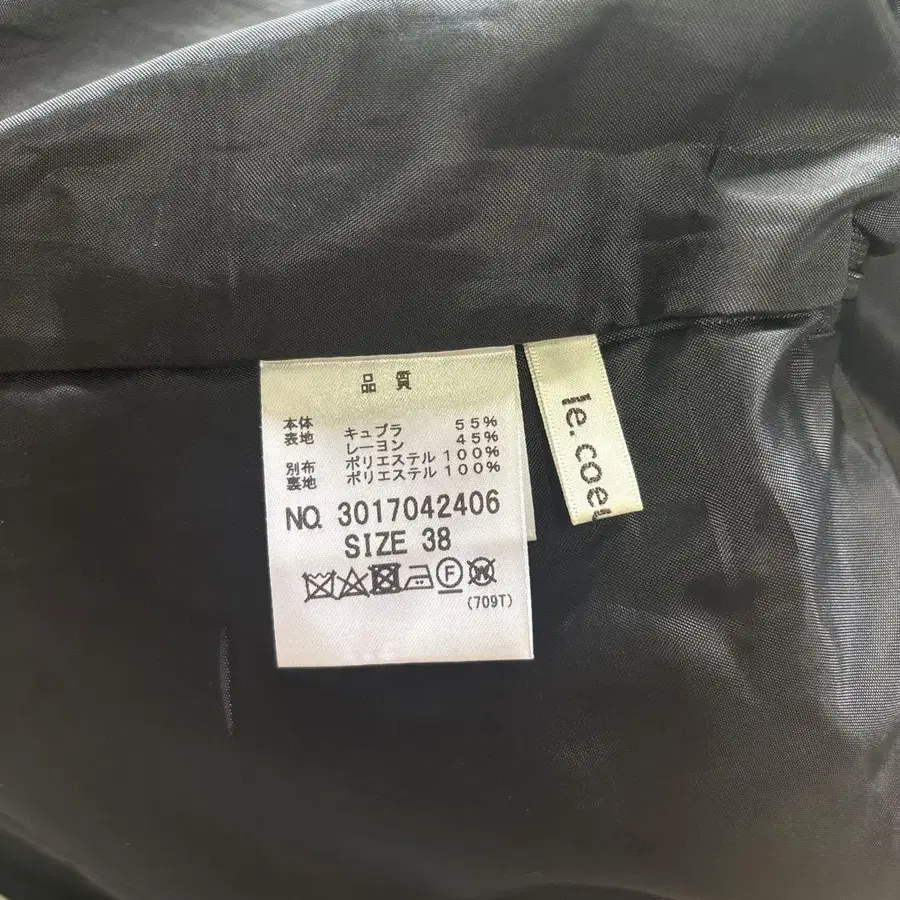 品質
本体
表地 キュプラ 55%
レーヨン 45%
別布 ポリエステル 100%
裏地 ポリエステル 100%
NO. 3017042406
SIZE 38
F W
(709T)
le.coeu